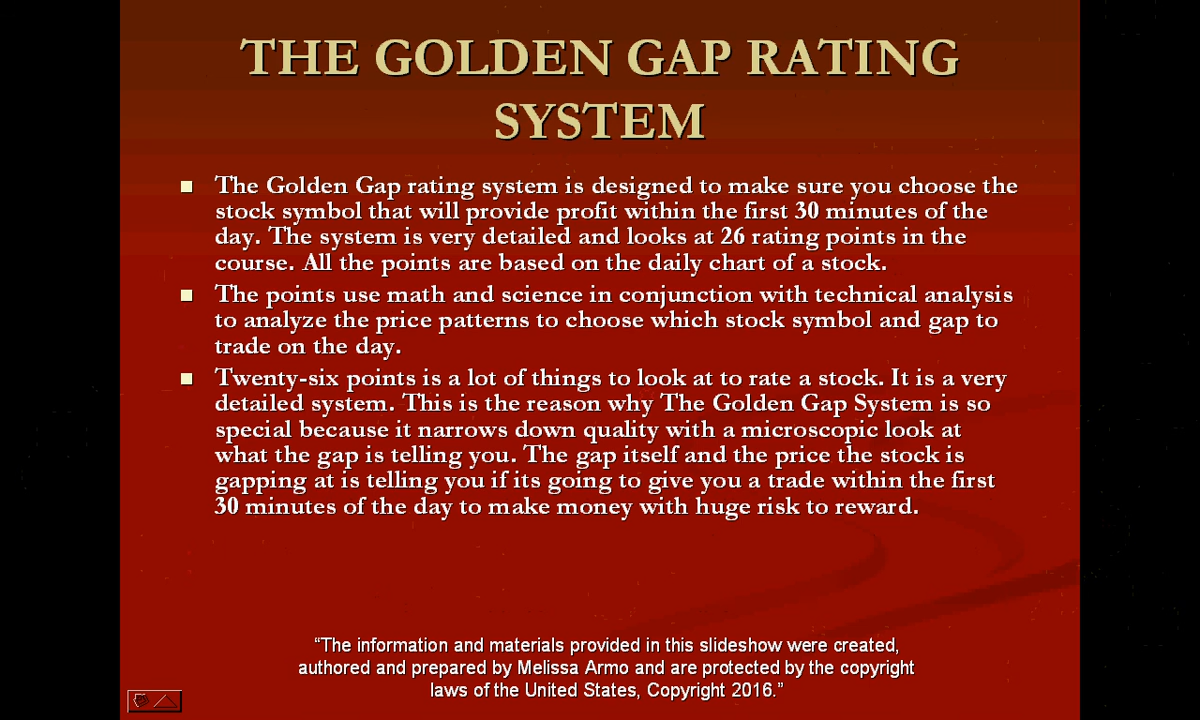 THE GOLDEN GAP RATING
SYSTEM
The Golden Gap rating system is designed to make sure you choose the
stock symbol that will provide profit within the first 30 minutes of the
day. The system is very detailed and looks at 26 rating points in the
course. All the points are based on the daily chart of a stock.
The points use math and science in conjunction with technical analysis
to analyze the price patterns to choose which stock symbol and gap to
trade on the day.
Twenty-six points is a lot of things to look at to rate a stock. It is a very
detailed system. This is the reason why The Golden Gap System is so
special because it narrows down quality with a microscopic look at
what the gap is telling you. The gap itself and the price the stock is
gapping at is telling you if its going to give you a trade within the first
30 minutes of the day to make money with huge risk to reward.
“The information and materials provided in this slideshow were created,
authored and prepared by Melissa Armo and are protected by the copyright
laws of the United States, Copyright 2016.”